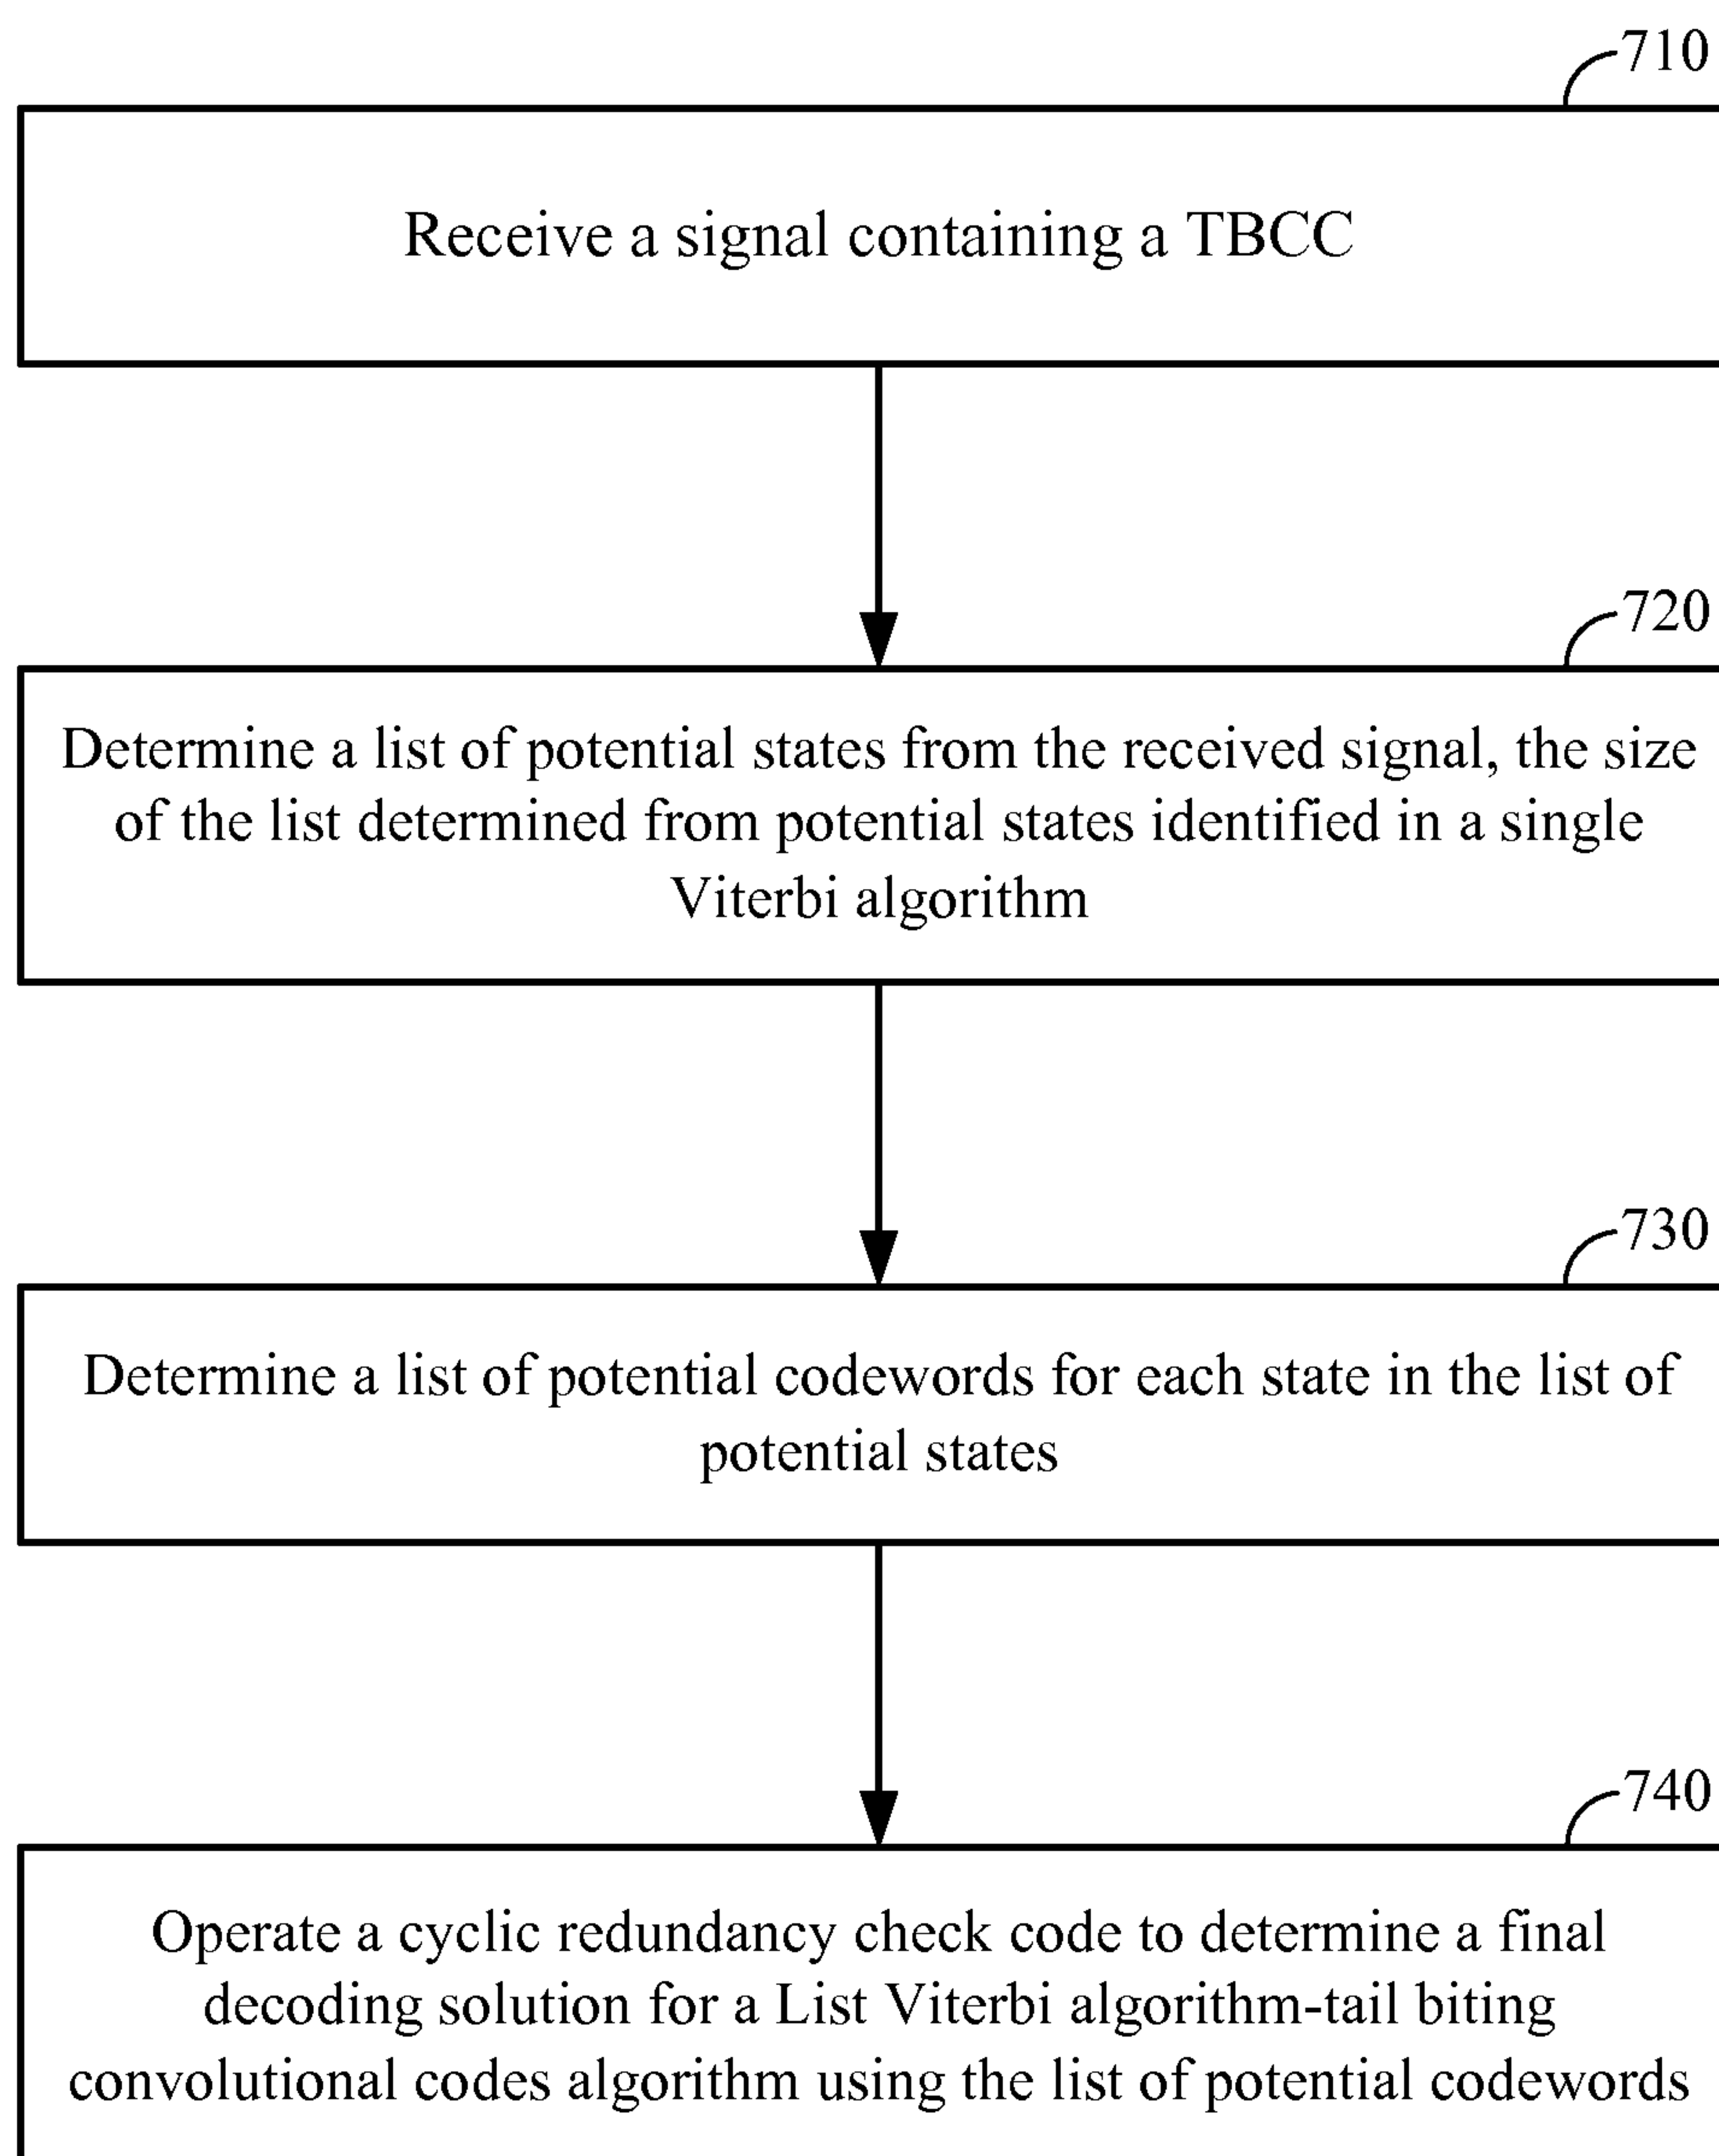 710
Receive a signal containing a TBCC
720
Determine a list of potential states from the received signal, the size
of the list determined from potential states identified in a single
Viterbi algorithm
730
Determine a list of potential codewords for each state in the list of
potential states
740
Operate a cyclic redundancy check code to determine a final
decoding solution for a List Viterbi algorithm-tail biting
convolutional codes algorithm using the list of potential codewords